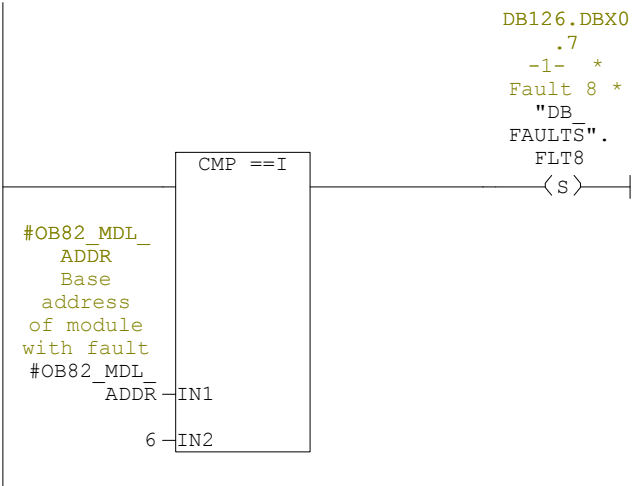 DB126.DBX0
.7
-1-  *
Fault 8 *
"DB_
FAULTS".
FLT8
CMP ==I
S
#OB82_MDL_
ADDR
Base
address
of module
with fault
#OB82_MDL_
ADDR
IN1
6
IN2